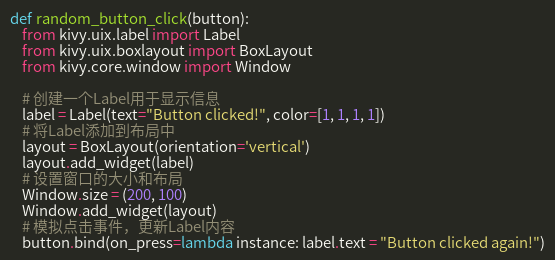 def random_button_click(button):
from kivy.uix.label import Label
from kivy.uix.boxlayout import BoxLayout
from kivy.core.window import Window
# 创建一个Label用于显示信息
label = Label(text="Button clicked!", color=[1, 1, 1, 1])
# 将Label添加到布局中
layout = BoxLayout(orientation='vertical')
layout.add_widget(label)
# 设置窗口的大小和布局
Window.size = (200, 100)
Window.add_widget(layout)
# 模拟点击事件，更新Label内容
button.bind(on_press=lambda instance: label.text = "Button clicked again!")